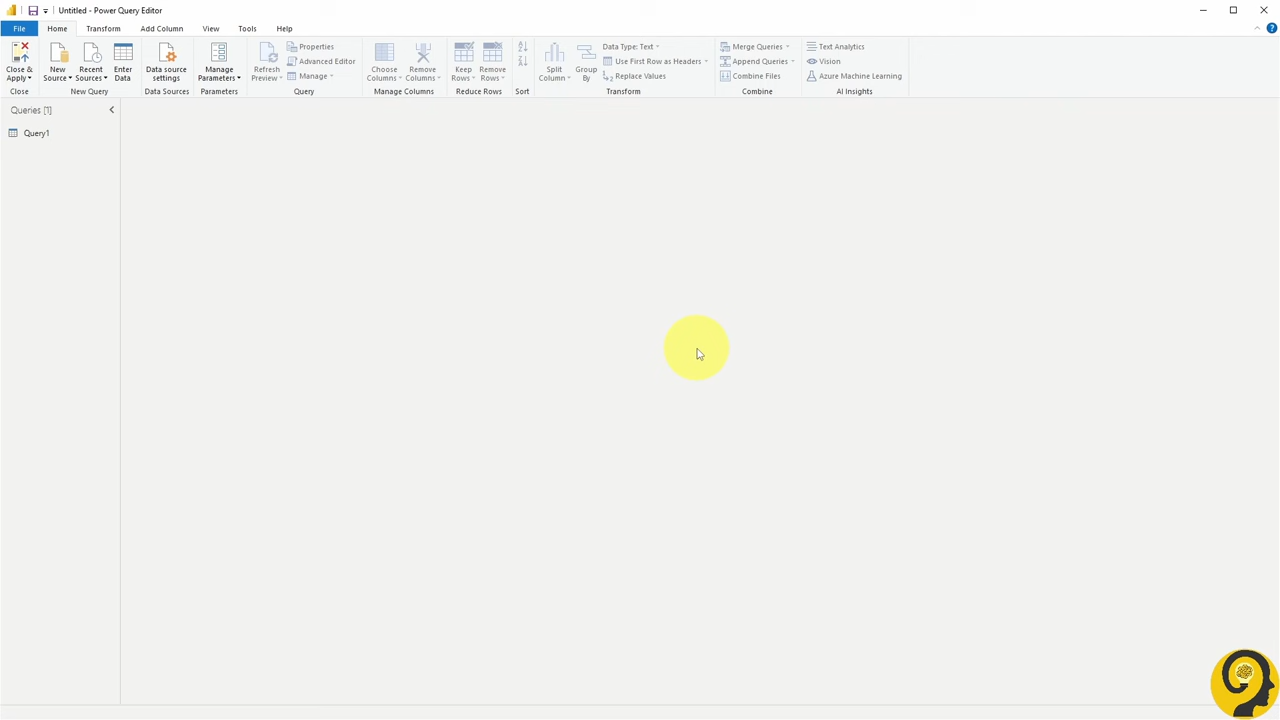 Untitled - Power Query Editor
File Home Transform Add Column View Tools Help
Close & Apply
Close
New Source
Recent Sources
Enter Data
New Query
Data source settings
Data Sources
Manage Parameters
Parameters
Refresh Preview
Properties
Advanced Editor
Manage
Query
Choose Columns
Remove Columns
Manage Columns
Keep Rows
Remove Rows
Reduce Rows
Sort
Split Column
Group By
Data Type: Text
Use First Row as Headers
Replace Values
Transform
Merge Queries
Append Queries
Combine Files
Combine
Text Analytics
Vision
Azure Machine Learning
AI Insights
Queries [1]
Query1